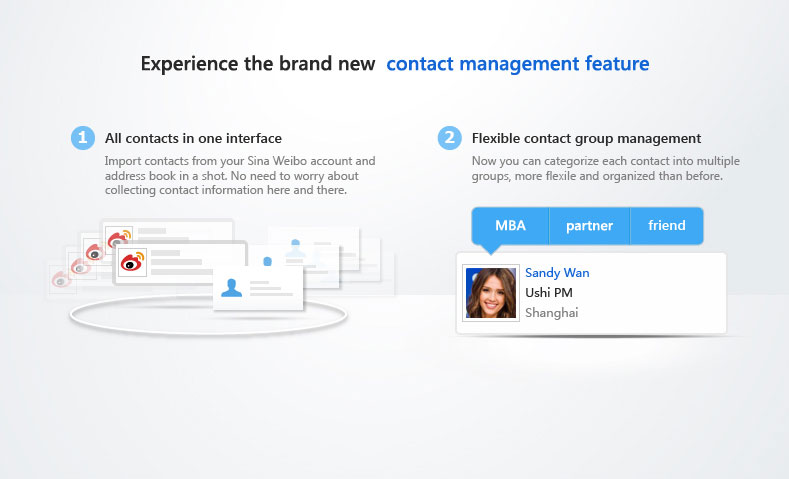 Experience the brand new contact management feature
1 All contacts in one interface
Import contacts from your Sina Weibo account and
address book in a shot. No need to worry about
collecting contact information here and there.
2 Flexible contact group management
Now you can categorize each contact into multiple
groups, more flexile and organized than before.
MBA partner friend
Sandy Wan
Ushi PM
Shanghai